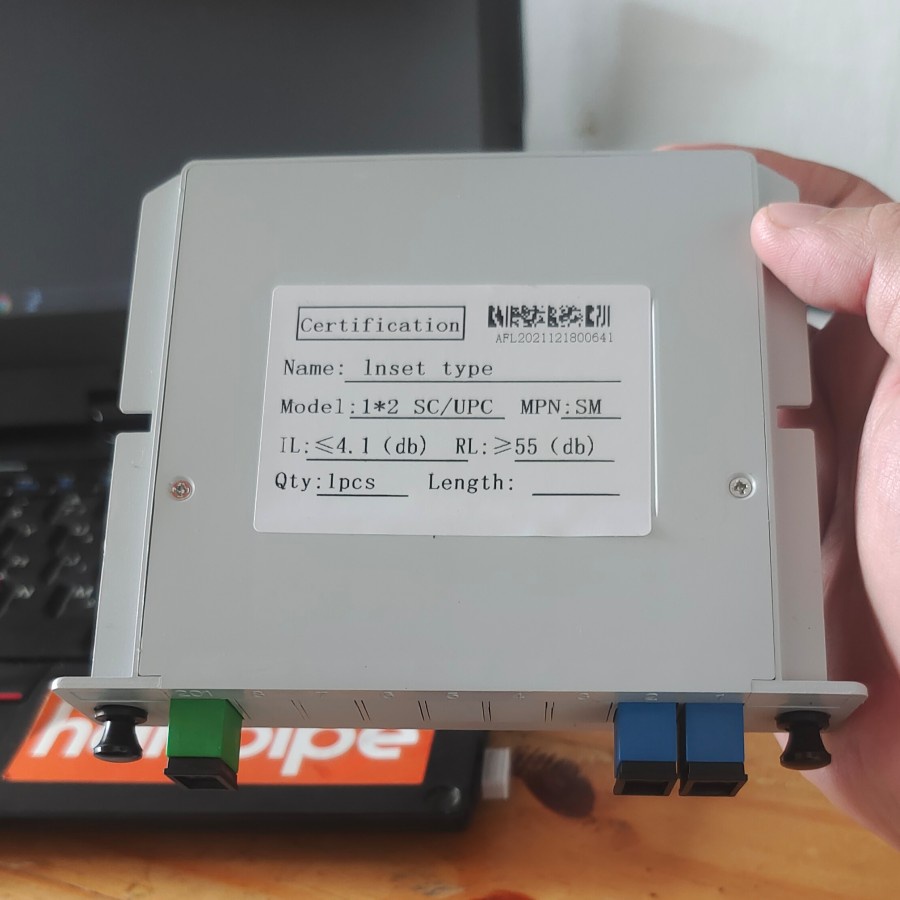 Certification
AFL2021121800641
Name: lnset type
Model:1*2 SC/UPC MPN:SM
IL:≤4.1 (db) RL:≥55 (db)
Qty:1pcs Length: